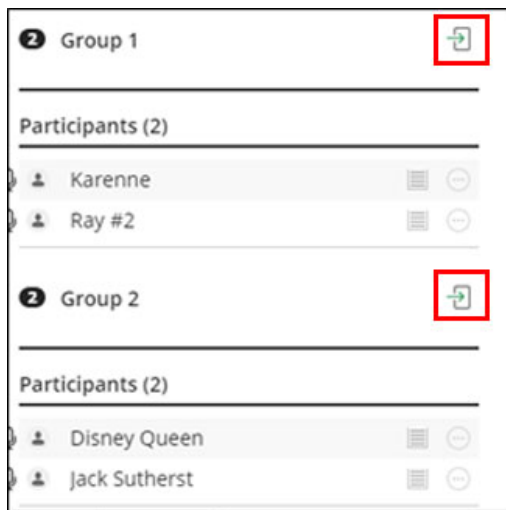 2 Group 1
Participants (2)
Karenne
Ray #2
2 Group 2
Participants (2)
Disney Queen
Jack Sutherst